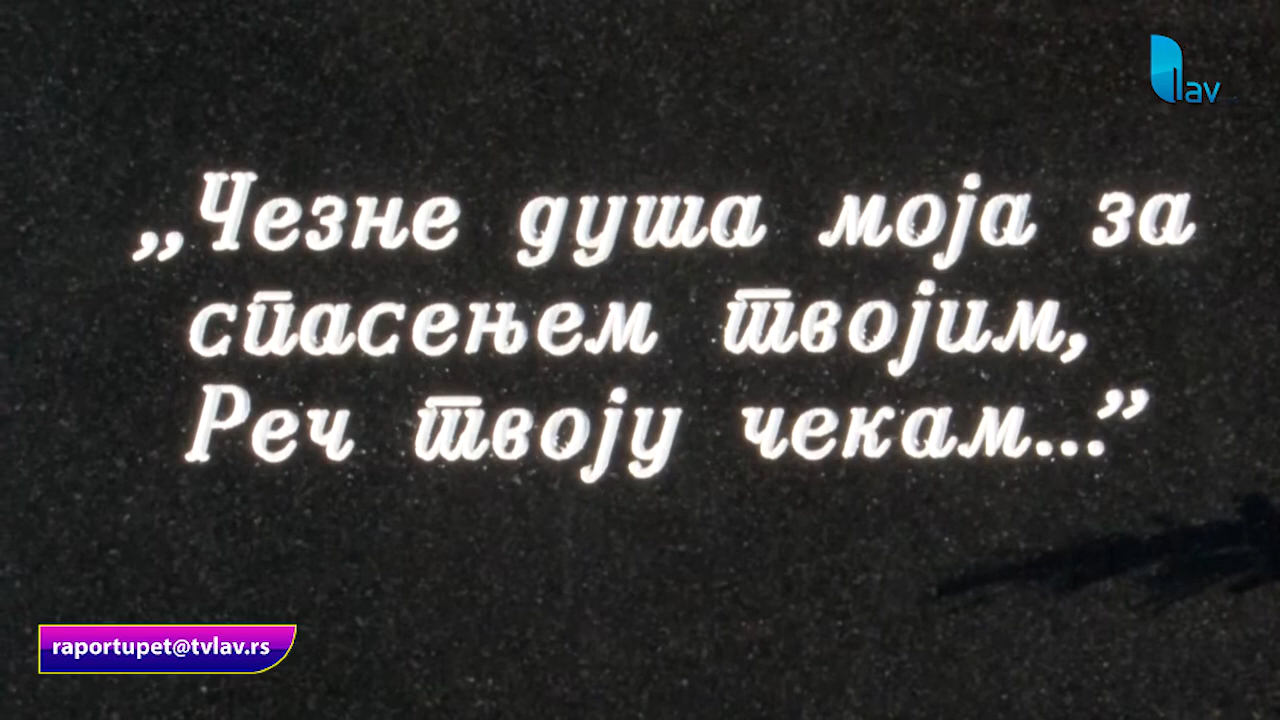 lav
„Чезне душа моја за
спасењем твојим,
Реч твоју чекам...”
raportupet@tvlav.rs